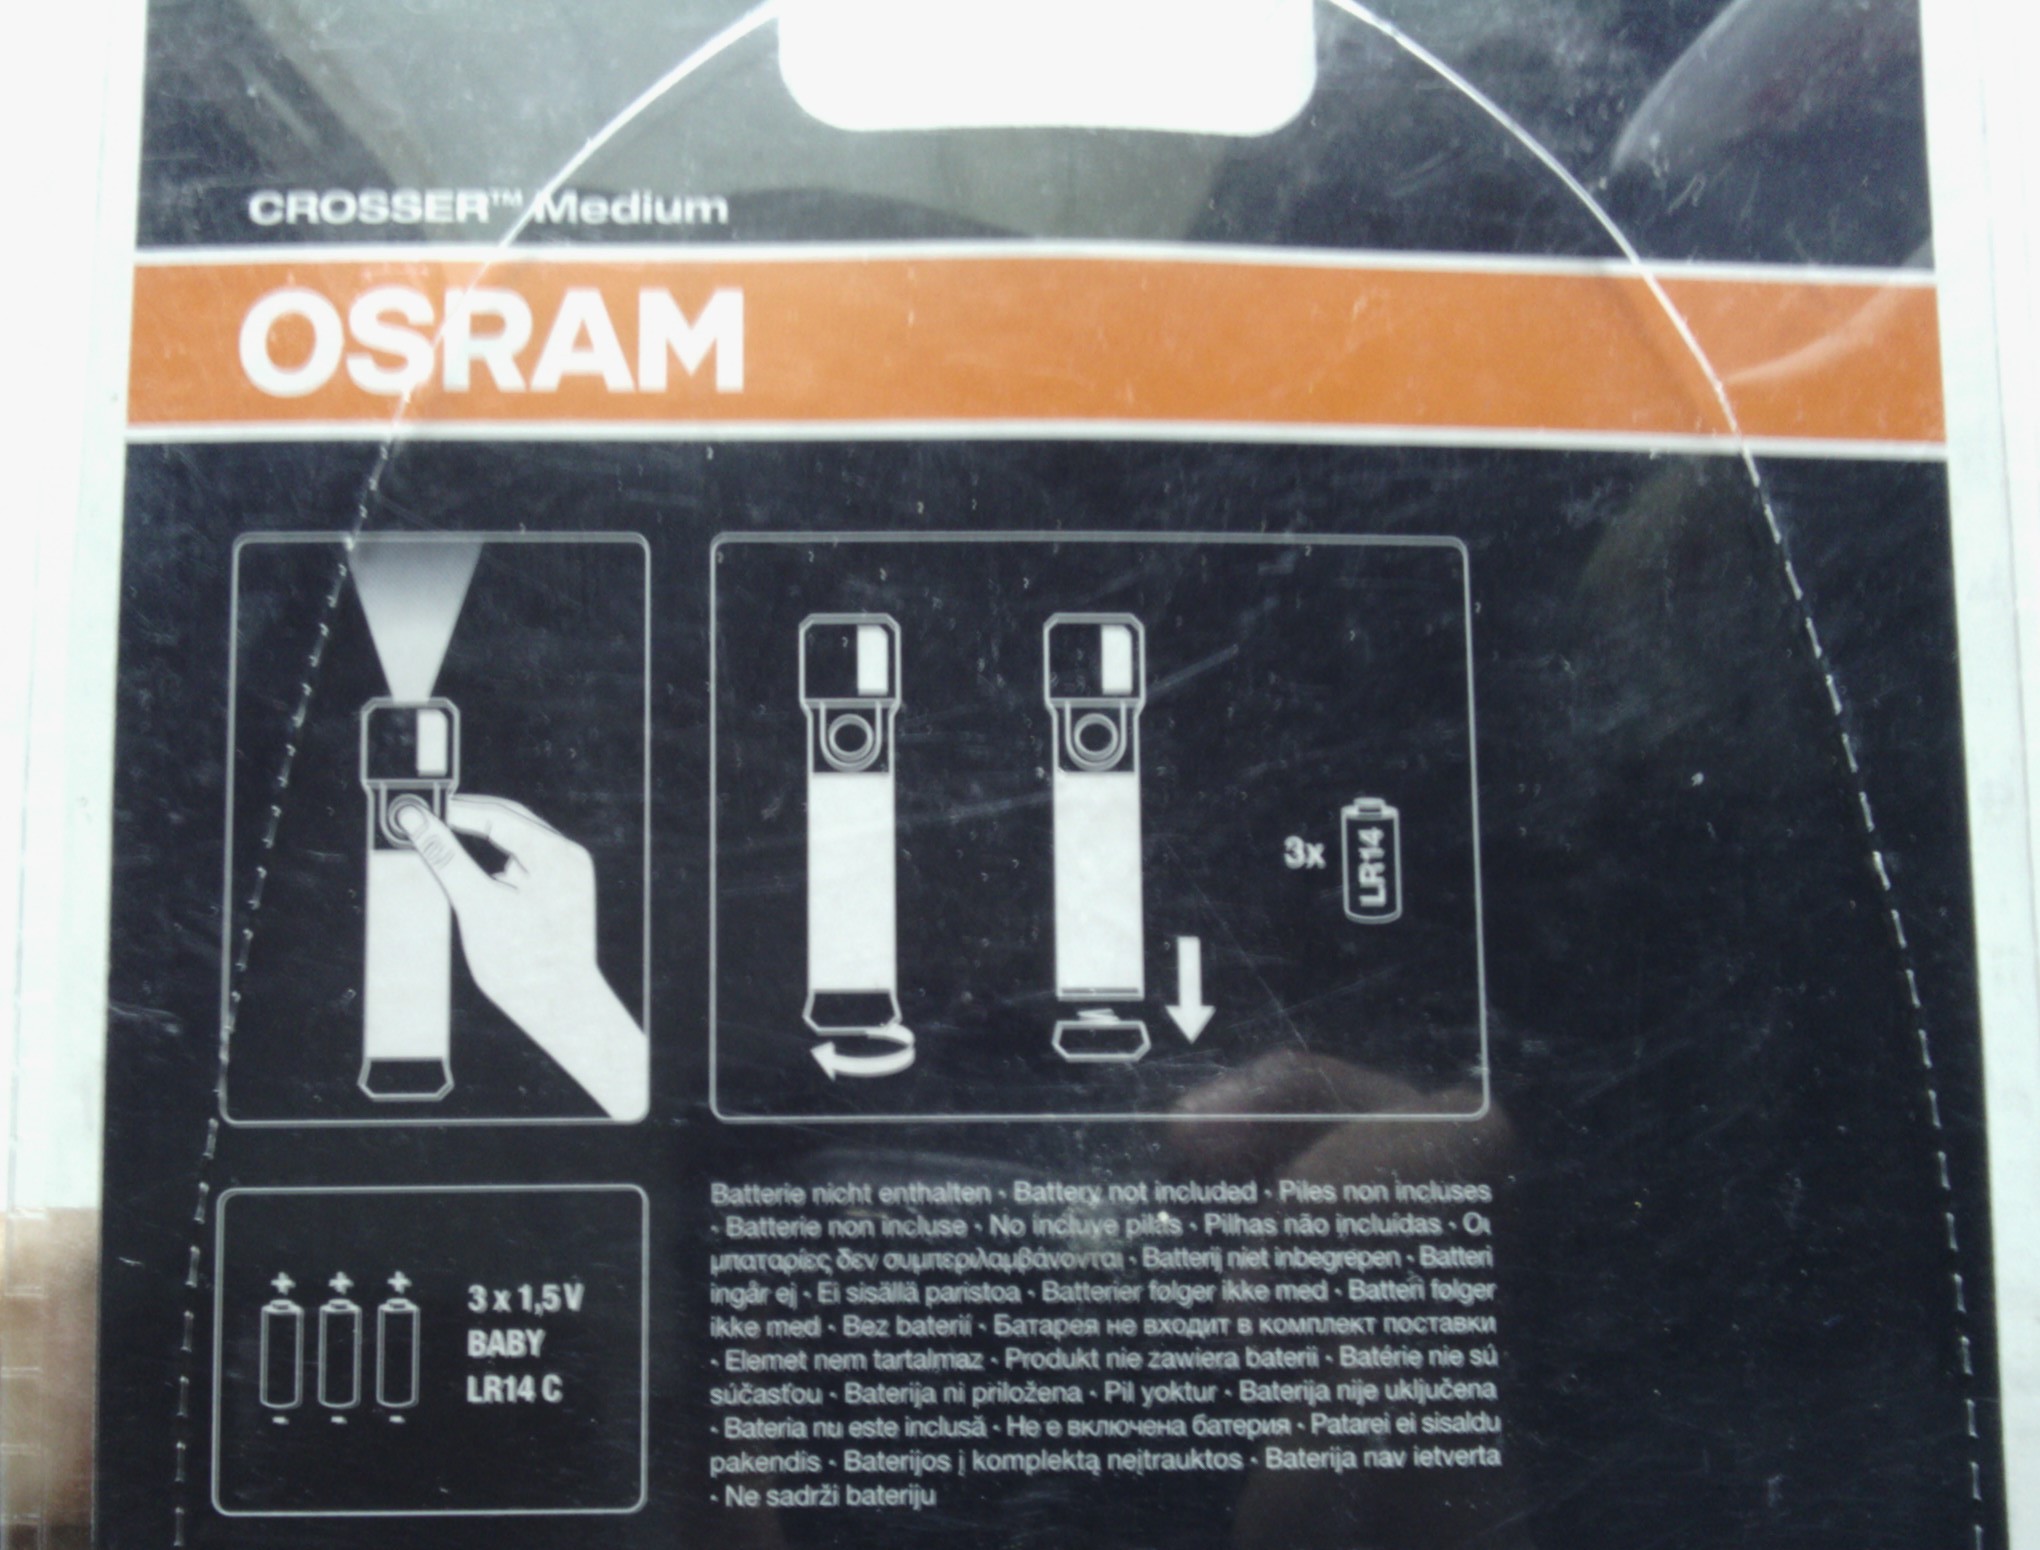 CROSSER™ Medium
OSRAM
3x
LR14
+ + +
- - -
3 x 1,5 V
BABY
LR14 C
Batterie nicht enthalten · Battery not included · Piles non incluses
· Batterie non incluse · No incluye pilas · Pilhas não incluídas · Οι
μπαταρίες δεν συμπεριλαμβάνονται · Batterij niet inbegrepen · Batteri
ingår ej · Ei sisällä paristoa · Batterier følger ikke med · Batteri følger
ikke med · Bez baterií · Батарея не входит в комплект поставки
· Elemet nem tartalmaz · Produkt nie zawiera baterii · Batérie nie sú
súčasťou · Baterija ni priložena · Pil yoktur · Baterija nije uključena
· Bateria nu este inclusă · Не е включена батерия · Patarei ei sisaldu
pakendis · Baterijos į komplektą neįtrauktos · Baterija nav ietverta
· Ne sadrži bateriju